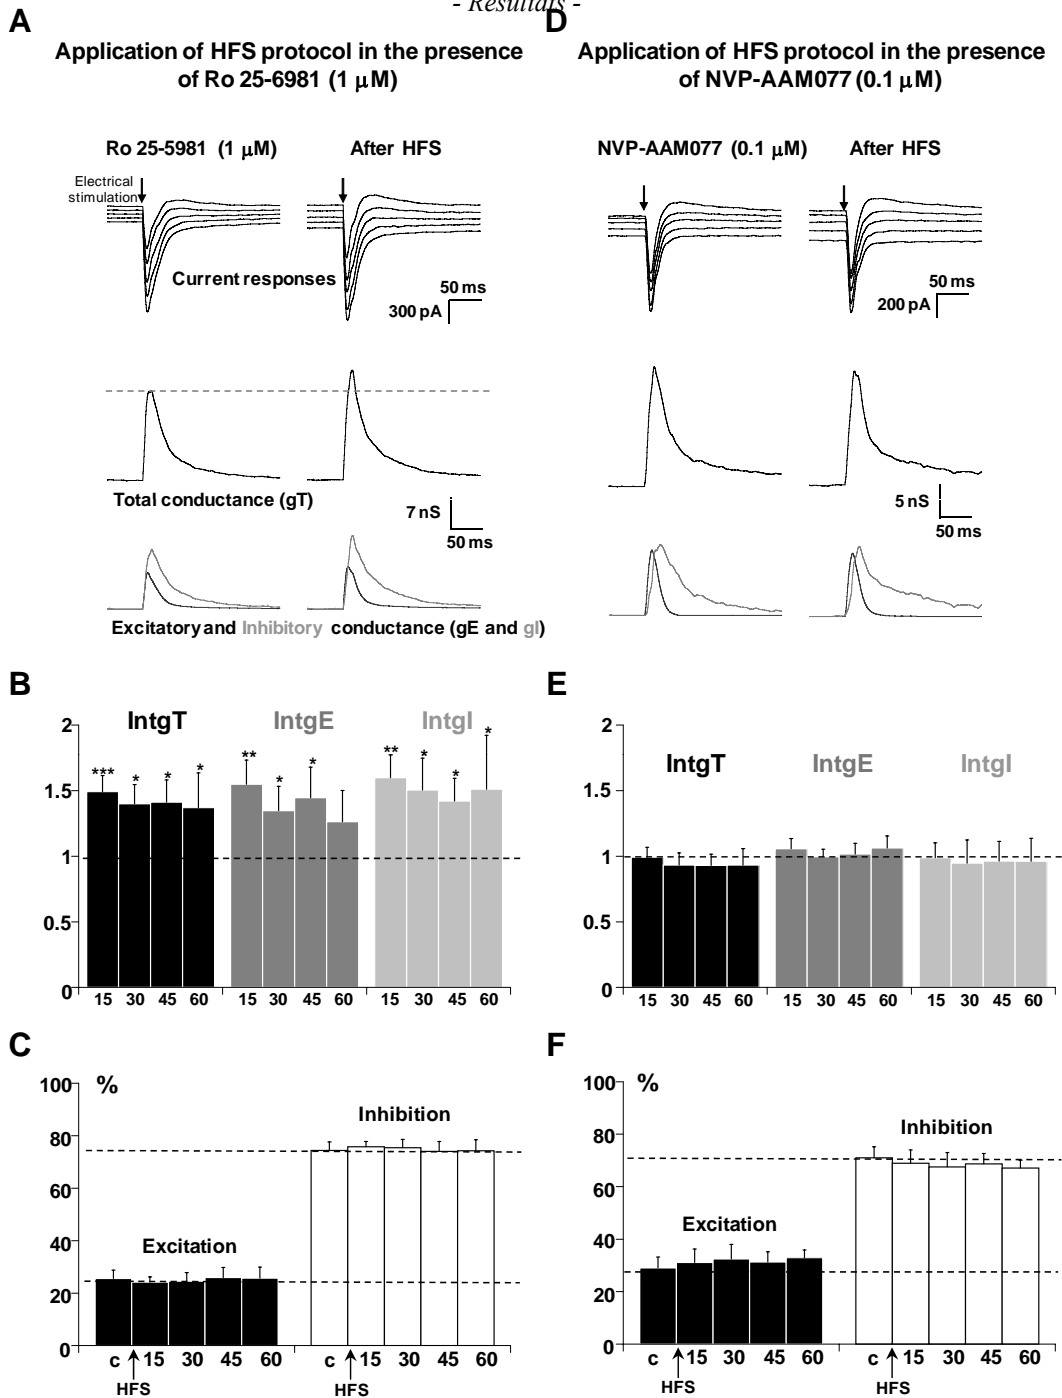 - Resultats -
A
Application of HFS protocol in the presence
of Ro 25-6981 (1 µM)
Ro 25-5981 (1 µM)
After HFS
Electrical
stimulation
Current responses
50 ms
300 pA
Total conductance (gT)
7 nS
50 ms
Excitatory and Inhibitory conductance (gE and gI)
D
Application of HFS protocol in the presence
of NVP-AAM077 (0.1 µM)
NVP-AAM077 (0.1 µM)
After HFS
50 ms
200 pA
5 nS
50 ms
B
IntgT IntgE IntgI
2
1.5
1
0.5
0
*** * * *
** * *
** * * *
15 30 45 60 15 30 45 60 15 30 45 60
E
IntgT IntgE IntgI
2
1.5
1
0.5
0
15 30 45 60 15 30 45 60 15 30 45 60
C
%
100
80
60
40
20
0
Inhibition
Excitation
c 15 30 45 60 c 15 30 45 60
HFS HFS
F
%
100
80
60
40
20
0
Inhibition
Excitation
c 15 30 45 60 c 15 30 45 60
HFS HFS